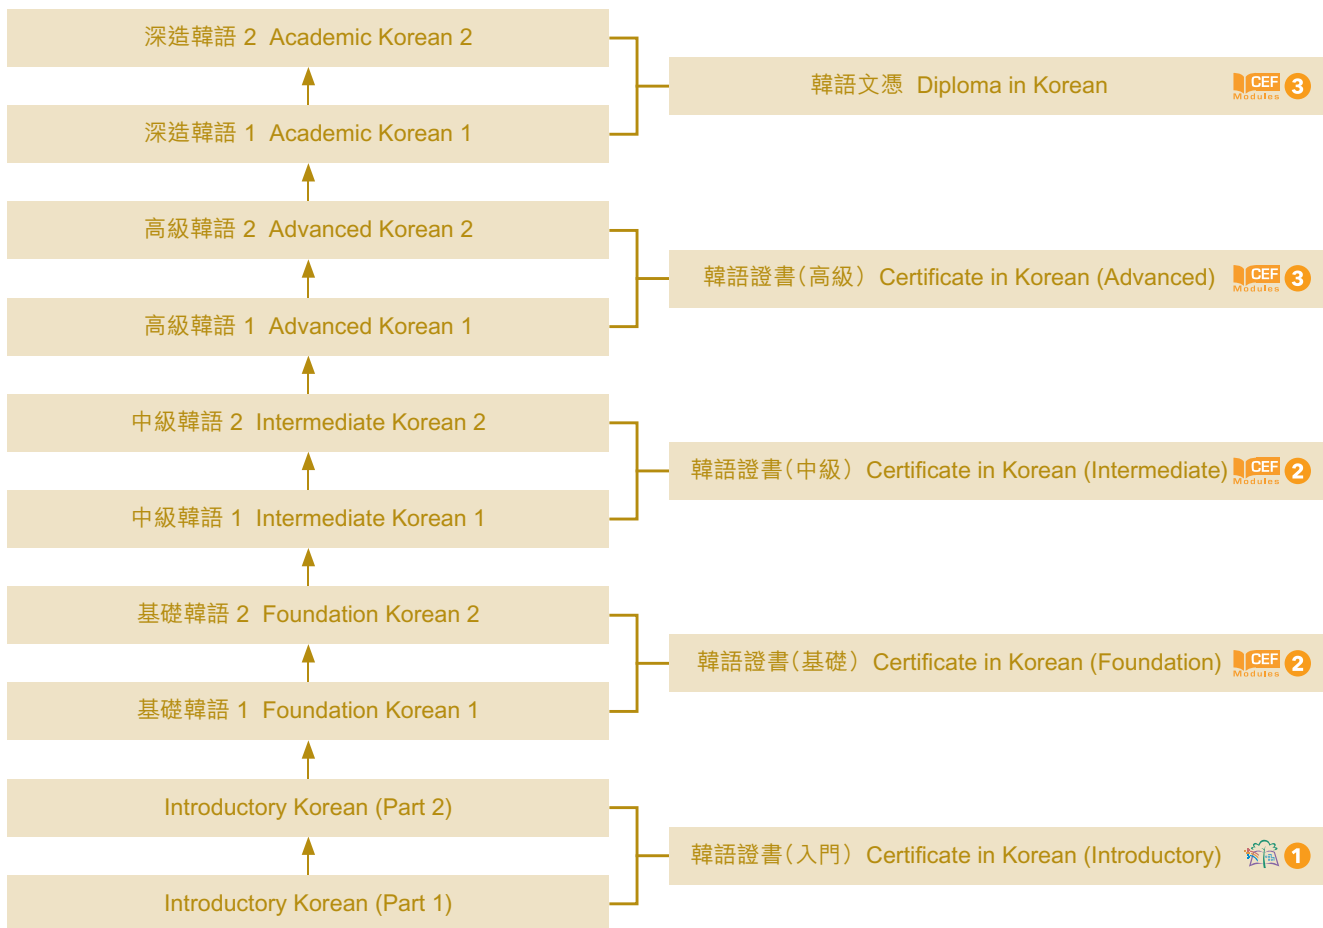 深造韓語 2 Academic Korean 2
韓語文憑 Diploma in Korean CEF Modules 3
深造韓語 1 Academic Korean 1
高級韓語 2 Advanced Korean 2
韓語證書(高級) Certificate in Korean (Advanced) CEF Modules 3
高級韓語 1 Advanced Korean 1
中級韓語 2 Intermediate Korean 2
韓語證書(中級) Certificate in Korean (Intermediate) CEF Modules 2
中級韓語 1 Intermediate Korean 1
基礎韓語 2 Foundation Korean 2
韓語證書(基礎) Certificate in Korean (Foundation) CEF Modules 2
基礎韓語 1 Foundation Korean 1
Introductory Korean (Part 2)
韓語證書(入門) Certificate in Korean (Introductory) 1
Introductory Korean (Part 1)